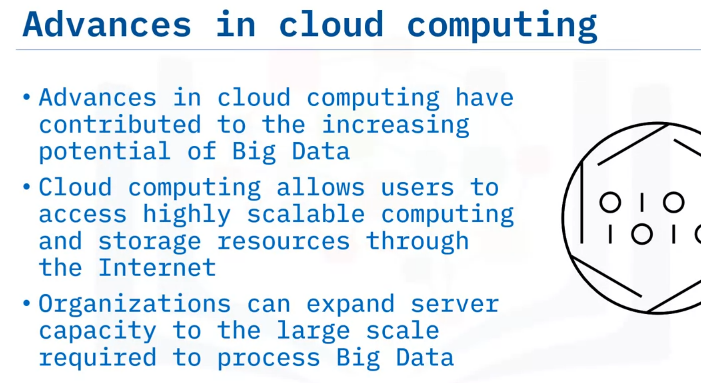 Advances in cloud computing
• Advances in cloud computing have
contributed to the increasing
potential of Big Data
• Cloud computing allows users to
access highly scalable computing
and storage resources through
the Internet
• Organizations can expand server
capacity to the large scale
required to process Big Data
010
101